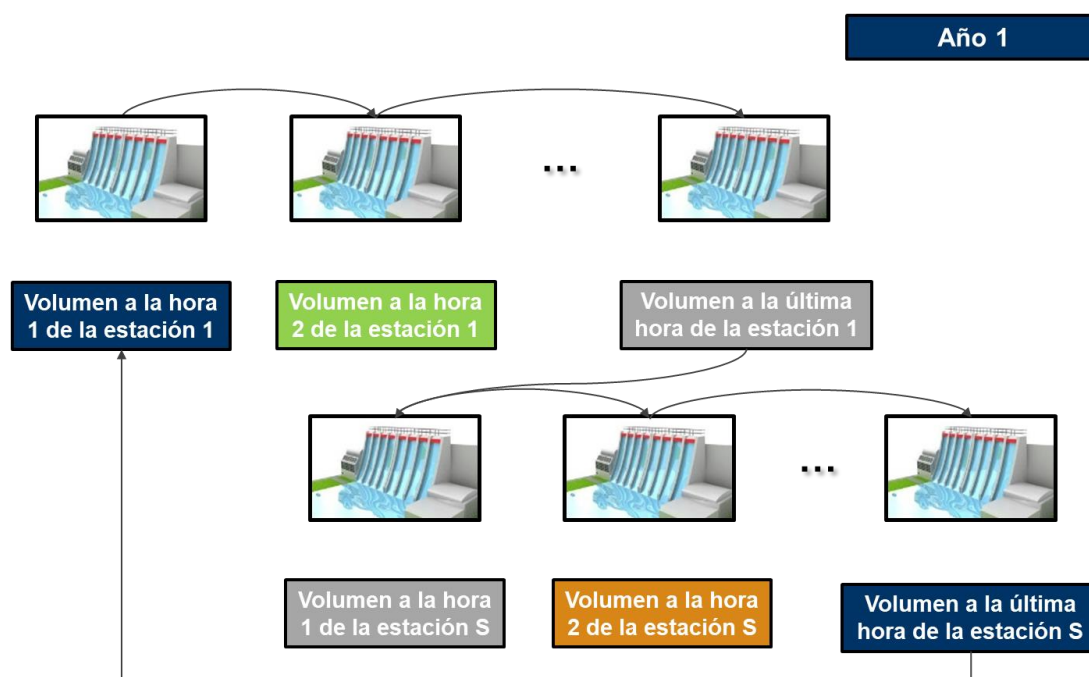 Año 1
...
Volumen a la hora
1 de la estación 1
Volumen a la hora
2 de la estación 1
Volumen a la última
hora de la estación 1
...
Volumen a la hora
1 de la estación S
Volumen a la hora
2 de la estación S
Volumen a la última
hora de la estación S